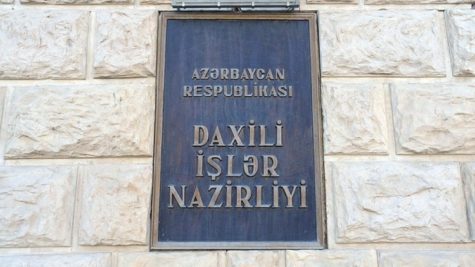 AZƏRBAYCAN
RESPUBLİKASI
DAXİLİ
İŞLƏR
NAZİRLİYİ